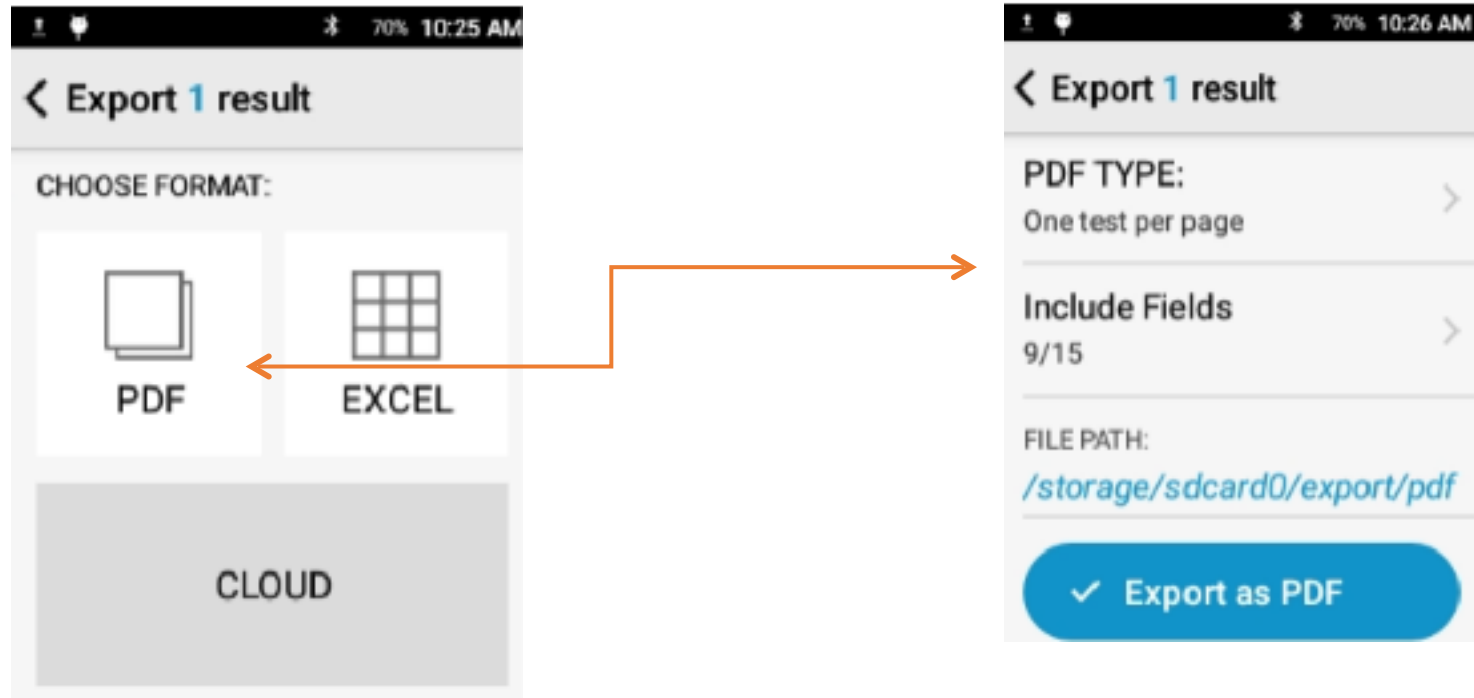 70% 10:25 AM
Export 1 result
CHOOSE FORMAT:
PDF
EXCEL
CLOUD
70% 10:26 AM
Export 1 result
PDF TYPE:
One test per page
Include Fields
9/15
FILE PATH:
/storage/sdcard0/export/pdf
Export as PDF